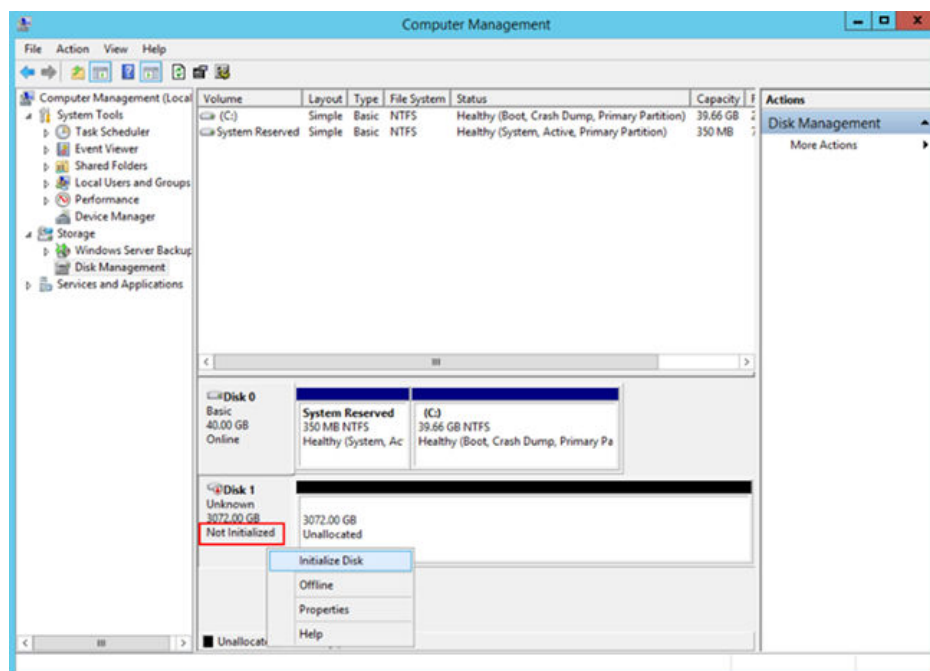 Computer Management
File Action View Help
Computer Management (Local
System Tools
Task Scheduler
Event Viewer
Shared Folders
Local Users and Groups
Performance
Device Manager
Storage
Windows Server Backup
Disk Management
Services and Applications
Volume Layout Type File System Status Capacity F
(C:) Simple Basic NTFS Healthy (Boot, Crash Dump, Primary Partition) 39.66 GB
System Reserved Simple Basic NTFS Healthy (System, Active, Primary Partition) 350 MB
Actions
Disk Management
More Actions
Disk 0
Basic
40.00 GB
Online
System Reserved
350 MB NTFS
Healthy (System, Ac
(C:)
39.66 GB NTFS
Healthy (Boot, Crash Dump, Primary Pa
Disk 1
Unknown
3072.00 GB
Not Initialized
3072.00 GB
Unallocated
Initialize Disk
Offline
Properties
Help
Unallocat